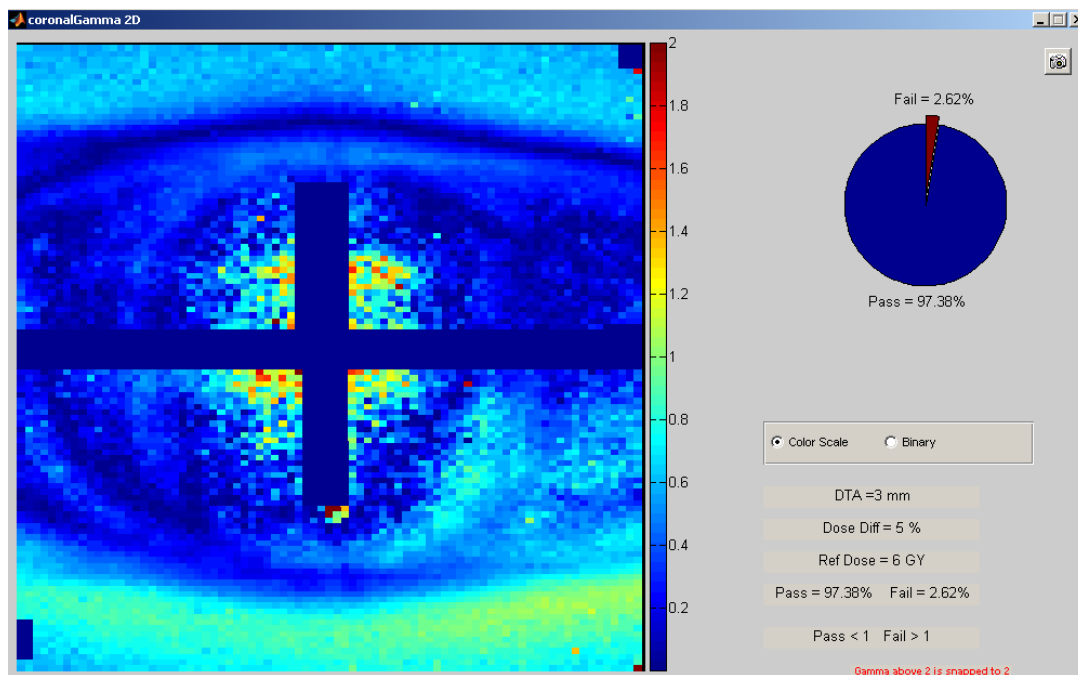 coronalGamma 2D
2
1.8
1.6
1.4
1.2
1
0.8
0.6
0.4
0.2
Fail = 2.62%
Pass = 97.38%
Color Scale Binary
DTA =3 mm
Dose Diff = 5 %
Ref Dose = 6 GY
Pass = 97.38% Fail = 2.62%
Pass < 1 Fail > 1
Gamma above 2 is snapped to 2